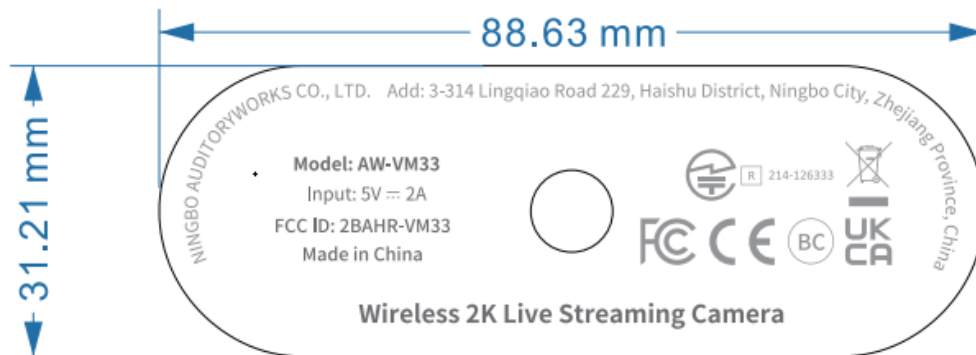 88.63 mm
31.21 mm
NINGBO AUDITORYWORKS CO., LTD. Add: 3-314 Lingqiao Road 229, Haishu District, Ningbo City, Zhejiang Province, China
Model: AW-VM33
Input: 5V ⎓ 2A
FCC ID: 2BAHR-VM33
Made in China
R 214-126333
FC CE BC UK CA
Wireless 2K Live Streaming Camera